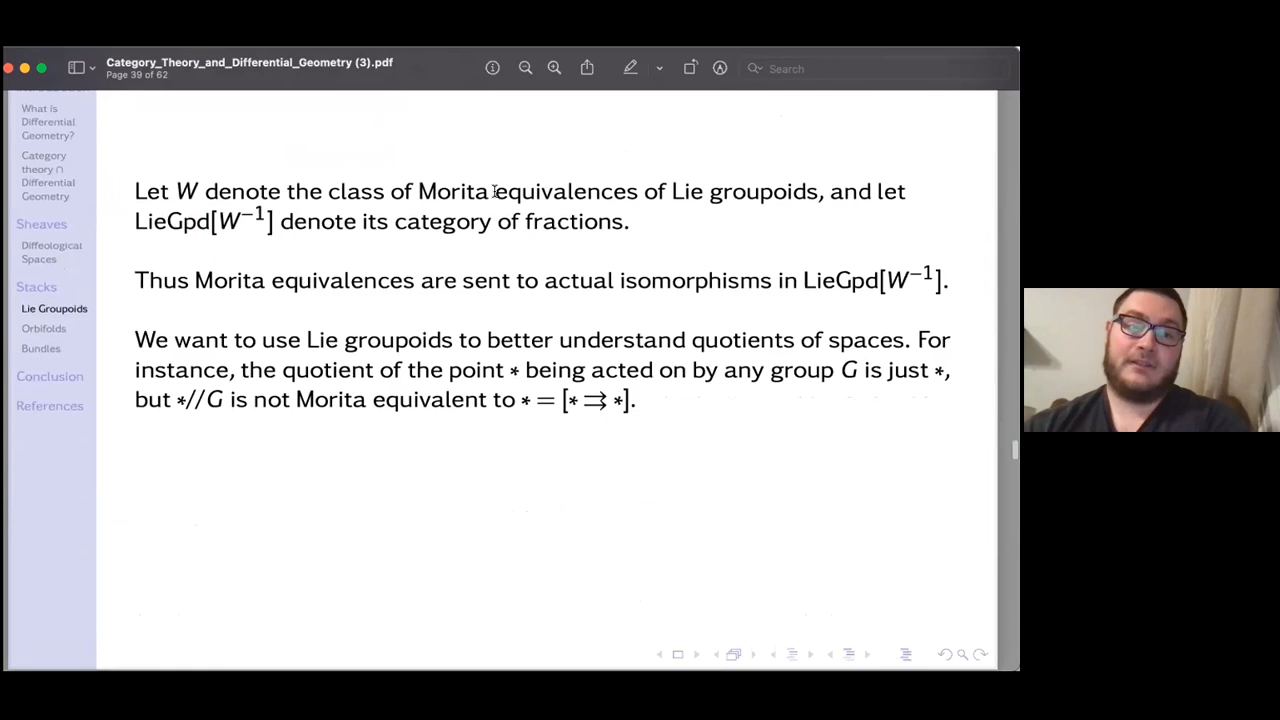 Category_Theory_and_Differential_Geometry (3).pdf
Page 39 of 62
Search
What is
Differential
Geometry?
Category
theory ∩
Differential
Geometry
Sheaves
Diffeological
Spaces
Stacks
Lie Groupoids
Orbifolds
Bundles
Conclusion
References
Let W denote the class of Morita equivalences of Lie groupoids, and let
LieGpd[W⁻¹] denote its category of fractions.
Thus Morita equivalences are sent to actual isomorphisms in LieGpd[W⁻¹].
We want to use Lie groupoids to better understand quotients of spaces. For
instance, the quotient of the point * being acted on by any group G is just *,
but *//G is not Morita equivalent to * = [* ⇉ *].